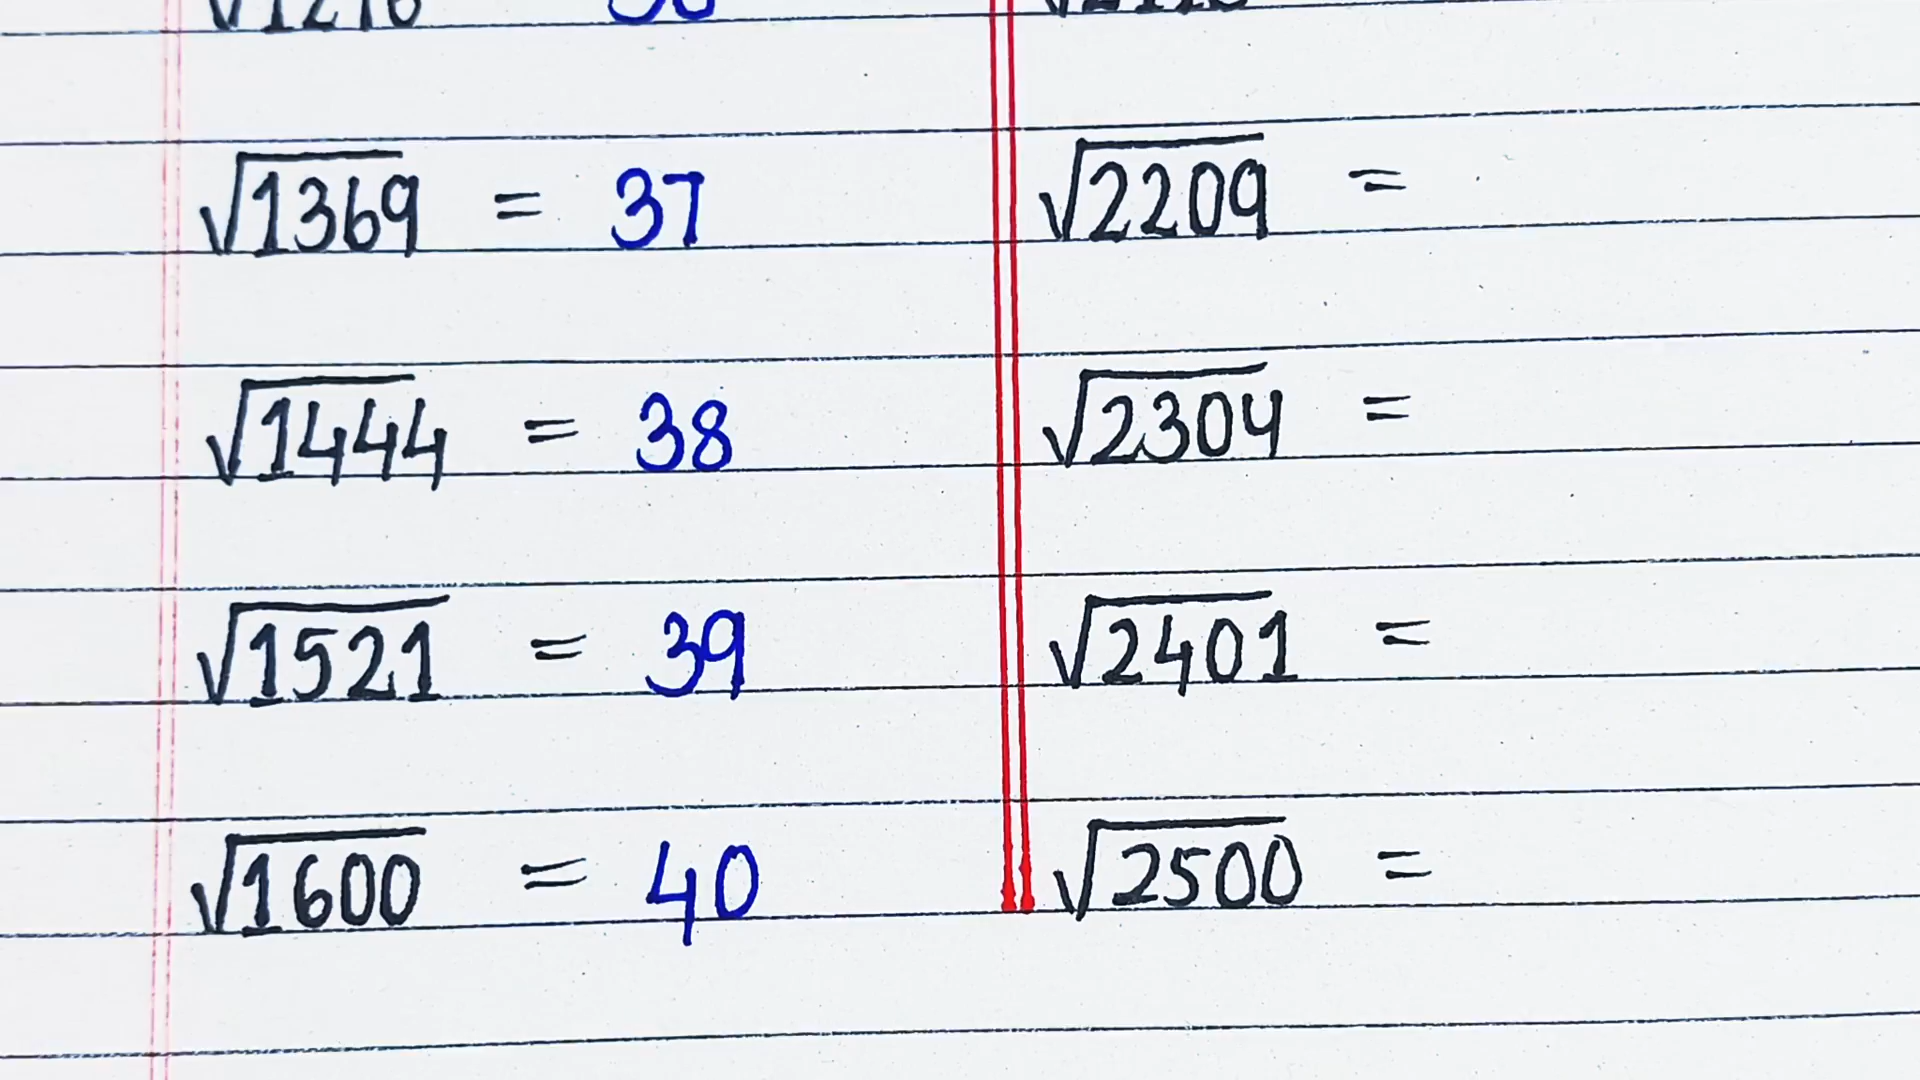 √1369 = 37
√1444 = 38
√1521 = 39
√1600 = 40
√2209 =
√2304 =
√2401 =
√2500 =